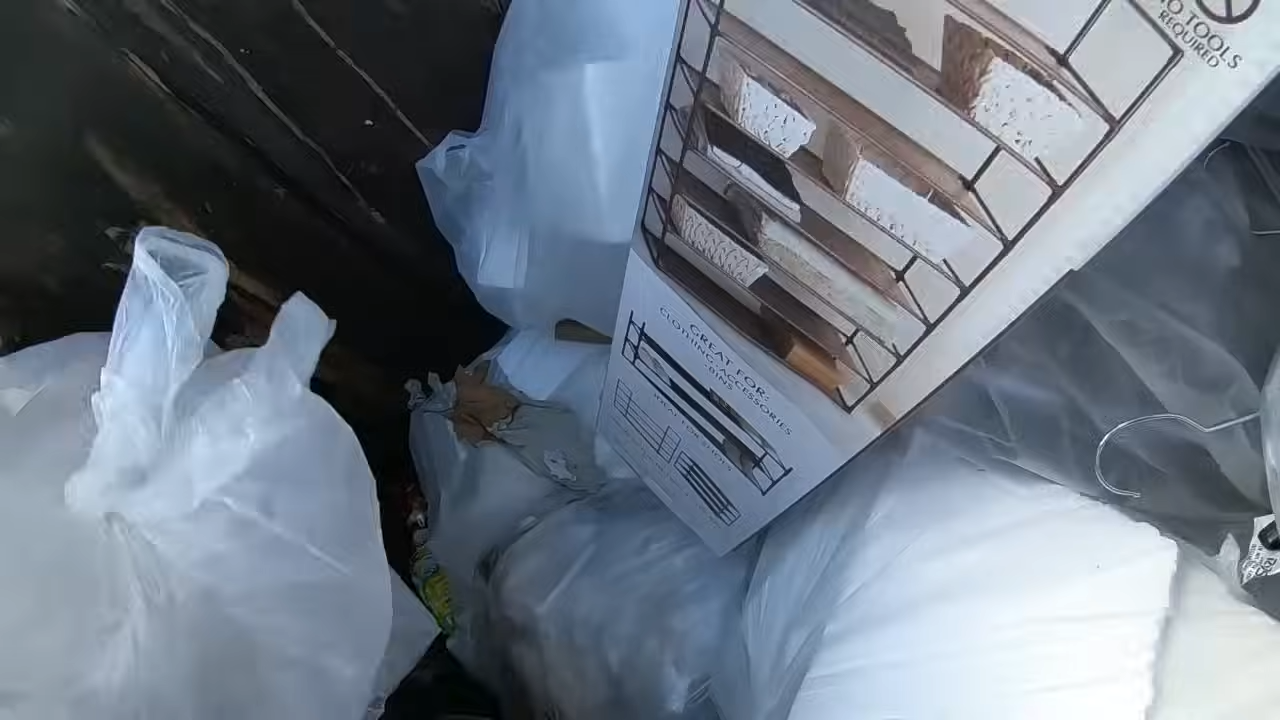 NO TOOLS
REQUIRED
GREAT FOR:
CLOTHING, ACCESSORIES
BINS
IDEAL FOR SHOES